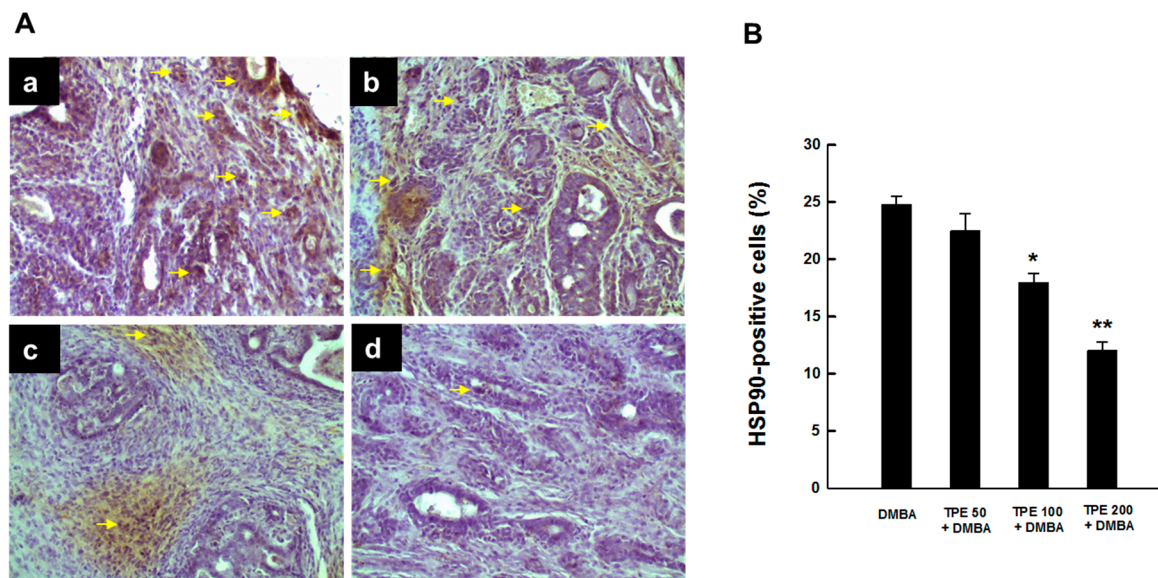 A
a
b
c
d
B
HSP90-positive cells (%)
30
25
20
15
10
5
0
*
**
DMBA
TPE 50
+ DMBA
TPE 100
+ DMBA
TPE 200
+ DMBA